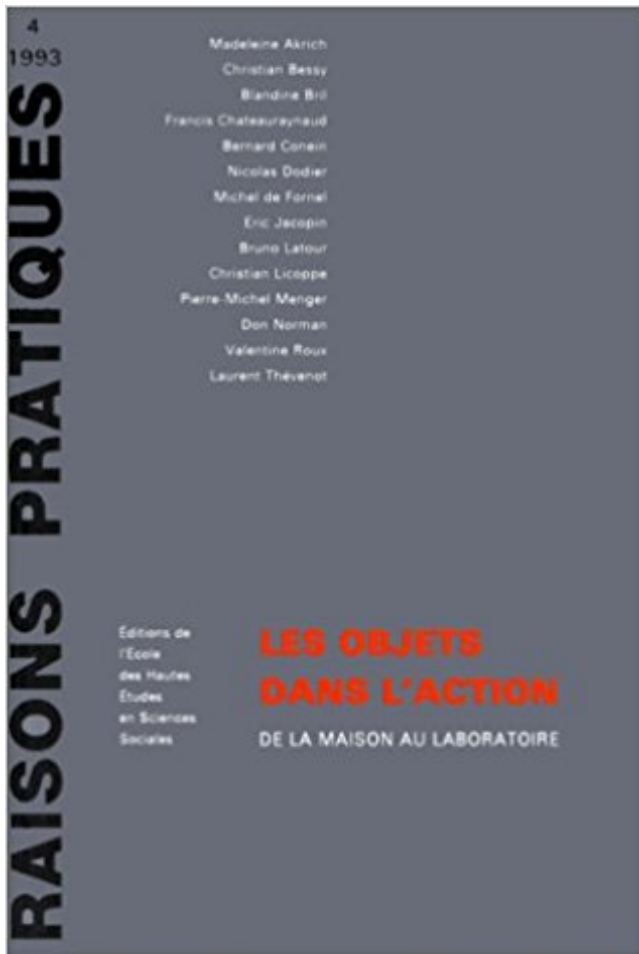 4
1993
RAISONS PRATIQUES
Madeleine Akrich
Christian Bessy
Blandine Bril
Francis Chateauraynaud
Bernard Conein
Nicolas Dodier
Michel de Fornel
Eric Jacopin
Bruno Latour
Christian Licoppe
Pierre-Michel Menger
Don Norman
Valentine Roux
Laurent Thévenot
Éditions de
l'École
des Hautes
Études
en Sciences
Sociales
LES OBJETS
DANS L'ACTION
DE LA MAISON AU LABORATOIRE